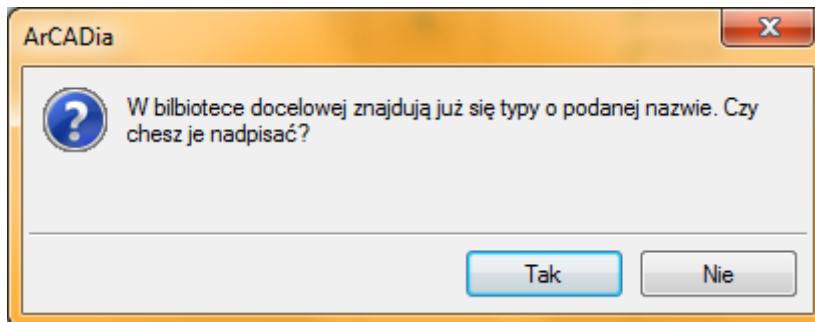 ArCADia
W bilbiotece docelowej znajdują już się typy o podanej nazwie. Czy
chesz je nadpisać?
Tak
Nie